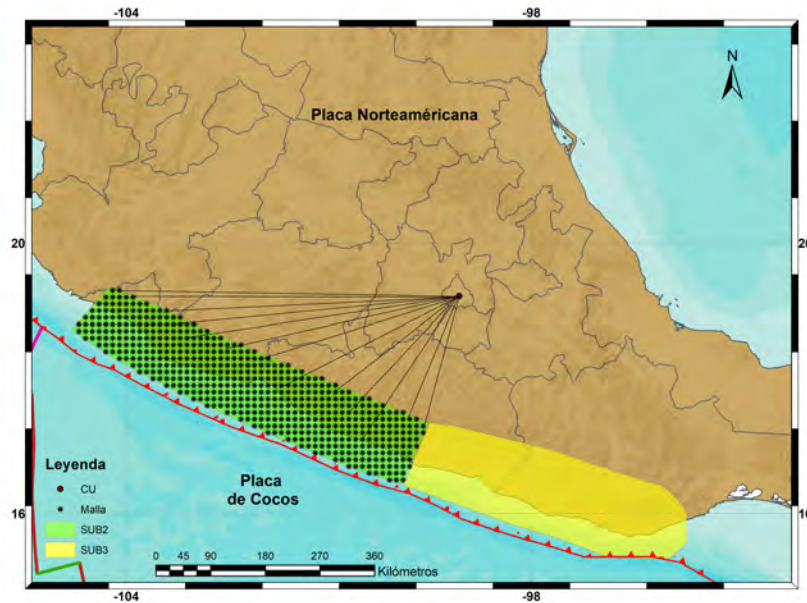 -104
-98
N
Placa Norteaméricana
20
20
Placa
de Cocos
Leyenda
CU
Malla
SUB2
SUB3
16
16
0 45 90 180 270 360
Kilómetros
-104
-98